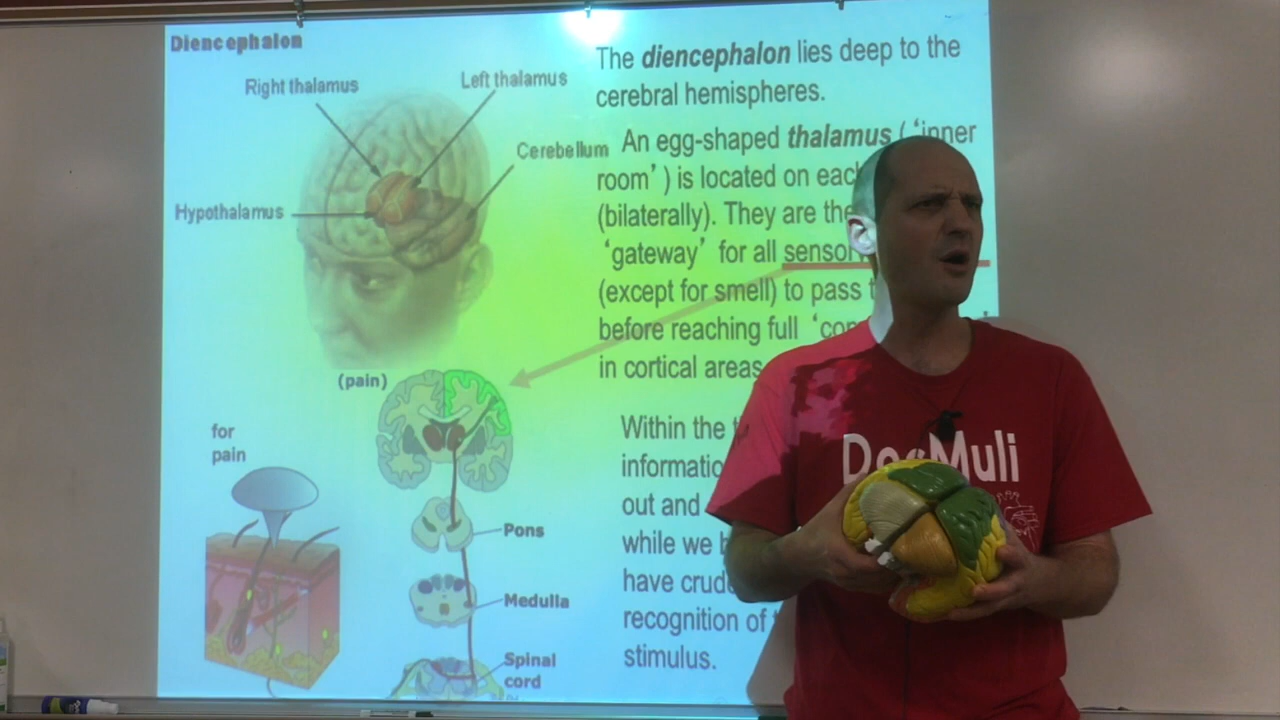 Diencephalon
Right thalamus
Left thalamus
Cerebellum
Hypothalamus
The diencephalon lies deep to the
cerebral hemispheres.
An egg-shaped thalamus ( 'inner
room' ) is located on each
(bilaterally). They are the
'gateway' for all sensor
(except for smell) to pass t
before reaching full 'con
in cortical areas
Within the t
informatio
out and
while we b
have crud
recognition of t
stimulus.
(pain)
for
pain
Pons
Medulla
Spinal
cord
DocMuli